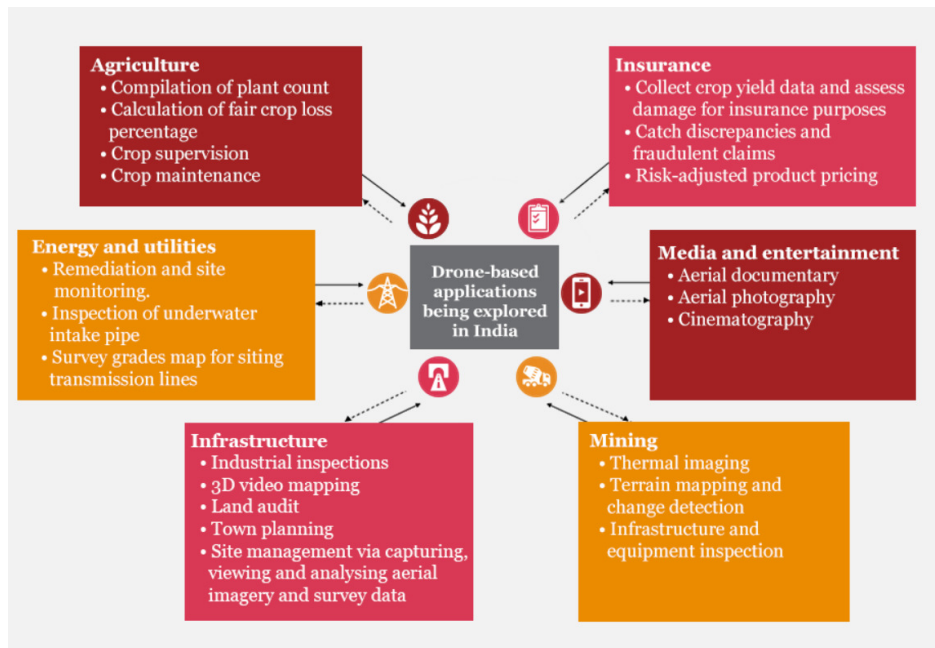 Agriculture
• Compilation of plant count
• Calculation of fair crop loss
percentage
• Crop supervision
• Crop maintenance
Insurance
• Collect crop yield data and assess
damage for insurance purposes
• Catch discrepancies and
fraudulent claims
• Risk-adjusted product pricing
Energy and utilities
• Remediation and site
monitoring.
• Inspection of underwater
intake pipe
• Survey grades map for siting
transmission lines
Drone-based
applications
being explored
in India
Media and entertainment
• Aerial documentary
• Aerial photography
• Cinematography
Infrastructure
• Industrial inspections
• 3D video mapping
• Land audit
• Town planning
• Site management via capturing,
viewing and analysing aerial
imagery and survey data
Mining
• Thermal imaging
• Terrain mapping and
change detection
• Infrastructure and
equipment inspection